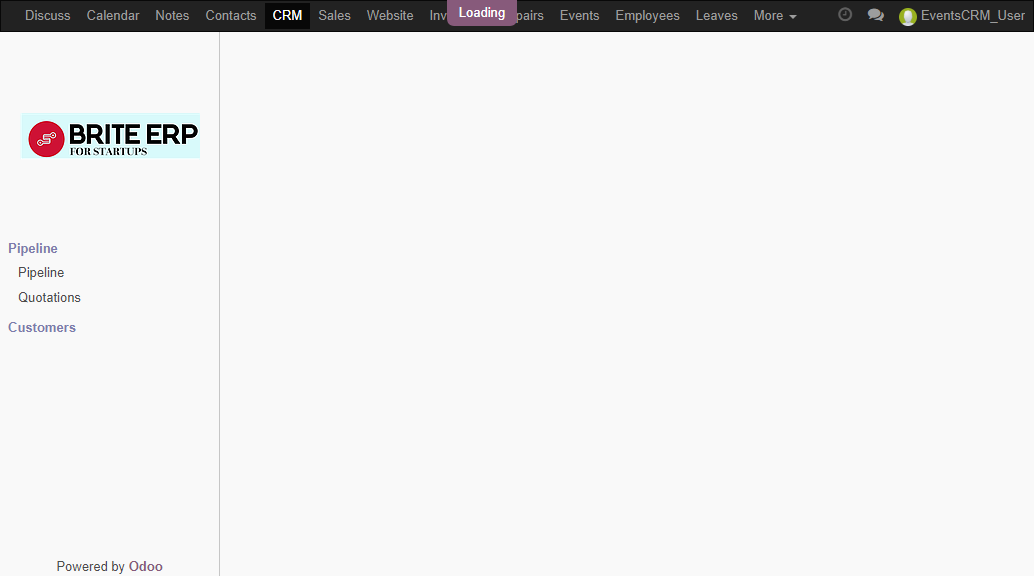 Discuss Calendar Notes Contacts CRM Sales Website Inv Loading pairs Events Employees Leaves More EventsCRM_User
BRITE ERP
FOR STARTUPS
Pipeline
Pipeline
Quotations
Customers
Powered by Odoo